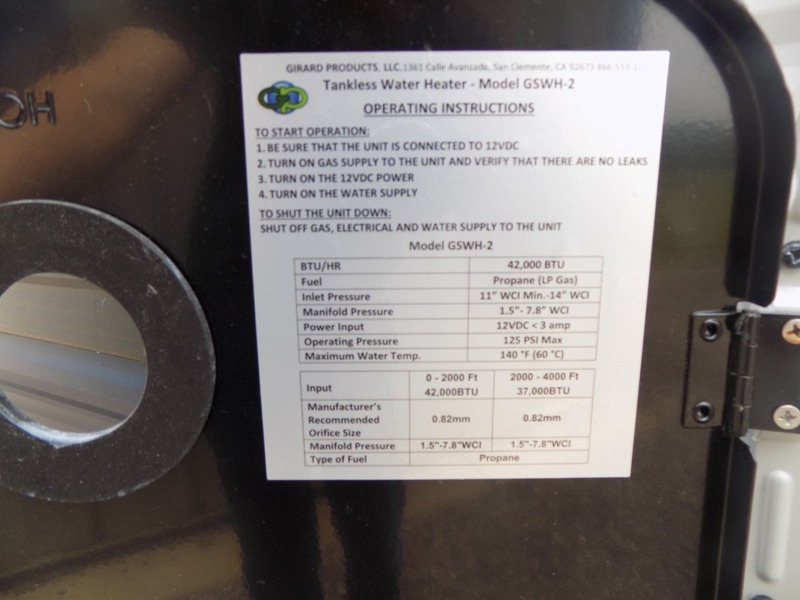 HO
GIRARD PRODUCTS. LLC.1361 Calle Avanzado, San Clemente, CA 92673
Tankless Water Heater - Model GSWH-2
OPERATING INSTRUCTIONS
TO START OPERATION:
1. BE SURE THAT THE UNIT IS CONNECTED TO 12VDC
2. TURN ON GAS SUPPLY TO THE UNIT AND VERIFY THAT THERE ARE NO LEAKS
3. TURN ON THE 12VDC POWER
4. TURN ON THE WATER SUPPLY
TO SHUT THE UNIT DOWN:
SHUT OFF GAS, ELECTRICAL AND WATER SUPPLY TO THE UNIT
Model GSWH-2
BTU/HR 42,000 BTU
Fuel Propane (LP Gas)
Inlet Pressure 11" WCI Min.-14" WCI
Manifold Pressure 1.5"- 7.8" WCI
Power Input 12VDC < 3 amp
Operating Pressure 125 PSI Max
Maximum Water Temp. 140 °F (60 °C)
Input 0 - 2000 Ft 2000 - 4000 Ft
42,000BTU 37,000BTU
Manufacturer's
Recommended 0.82mm 0.82mm
Orifice Size
Manifold Pressure 1.5"-7.8"WCI 1.5"-7.8"WCI
Type of Fuel Propane